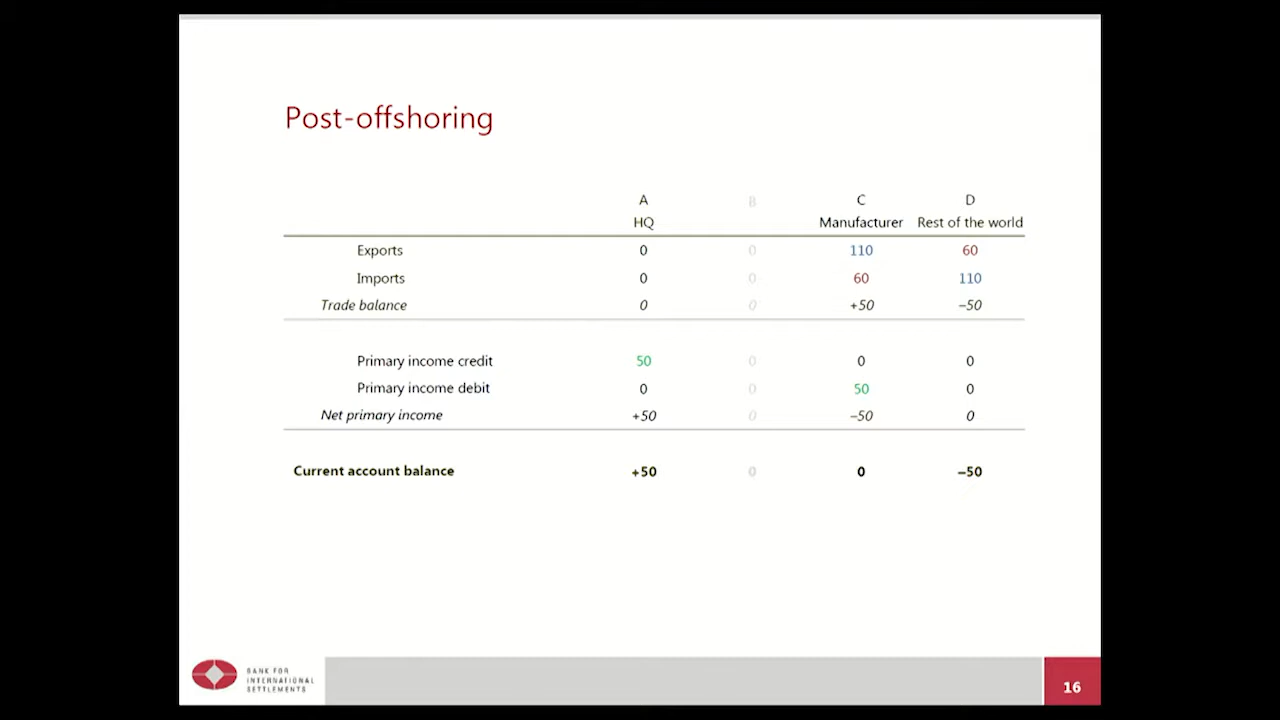 Post-offshoring
A B C D
HQ Manufacturer Rest of the world
Exports 0 0 110 60
Imports 0 0 60 110
Trade balance 0 0 +50 –50
Primary income credit 50 0 0 0
Primary income debit 0 0 50 0
Net primary income +50 0 –50 0
Current account balance +50 0 0 –50
BANK FOR
INTERNATIONAL
SETTLEMENTS
16